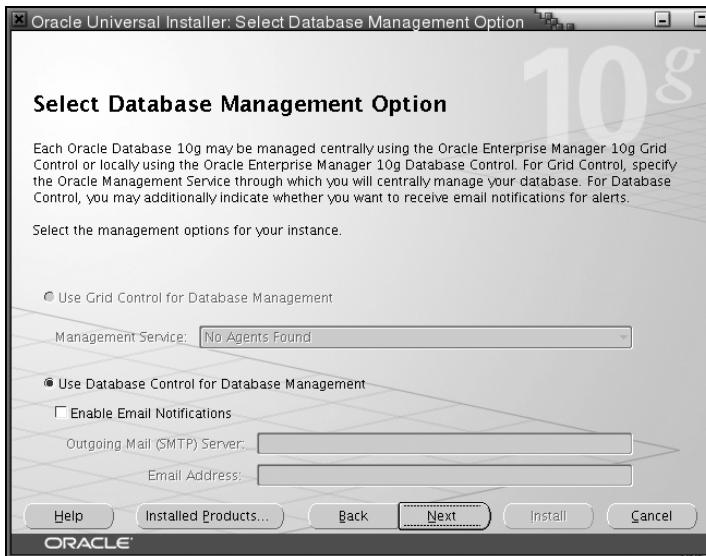 Oracle Universal Installer: Select Database Management Option
10g
Select Database Management Option
Each Oracle Database 10g may be managed centrally using the Oracle Enterprise Manager 10g Grid
Control or locally using the Oracle Enterprise Manager 10g Database Control. For Grid Control, specify
the Oracle Management Service through which you will centrally manage your database. For Database
Control, you may additionally indicate whether you want to receive email notifications for alerts.
Select the management options for your instance.
Use Grid Control for Database Management
Management Service: No Agents Found
Use Database Control for Database Management
Enable Email Notifications
Outgoing Mail (SMTP) Server:
Email Address:
Help Installed Products... Back Next Install Cancel
ORACLE